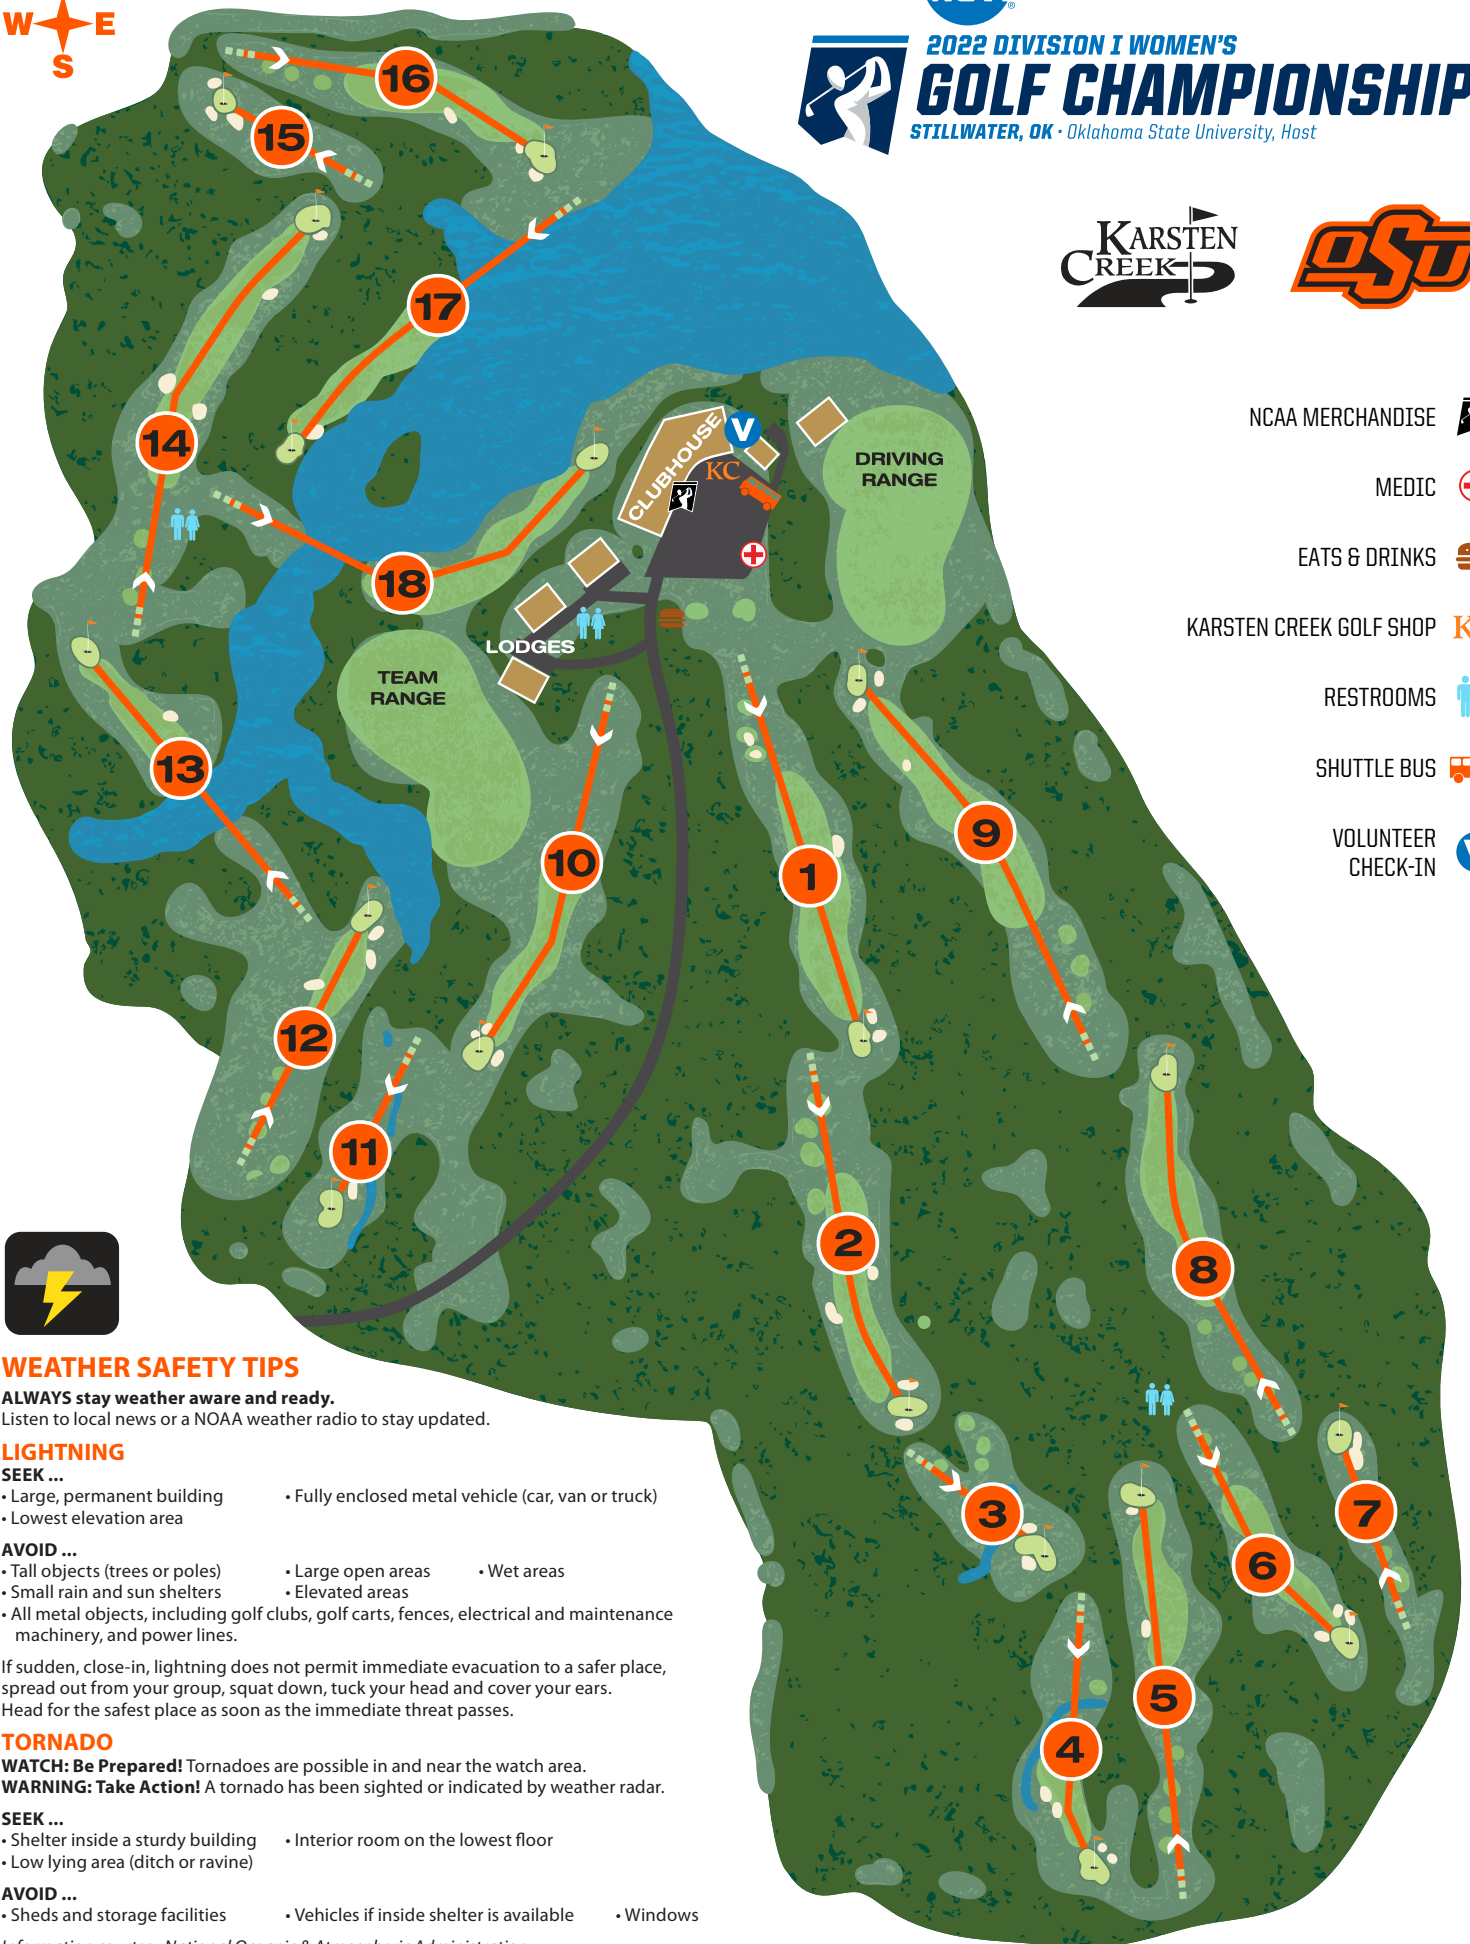 W E
S
2022 DIVISION I WOMEN'S
GOLF CHAMPIONSHIP
STILLWATER, OK • Oklahoma State University, Host
KARSTEN
CREEK
OSU
NCAA MERCHANDISE
MEDIC
EATS & DRINKS
KARSTEN CREEK GOLF SHOP K
RESTROOMS
SHUTTLE BUS
VOLUNTEER
CHECK-IN
16
15
17
14
18
13
10
12
11
1
9
2
8
3
7
6
5
4
CLUBHOUSE
V
KC
DRIVING
RANGE
LODGES
TEAM
RANGE
WEATHER SAFETY TIPS
ALWAYS stay weather aware and ready.
Listen to local news or a NOAA weather radio to stay updated.
LIGHTNING
SEEK ...
• Large, permanent building • Fully enclosed metal vehicle (car, van or truck)
• Lowest elevation area
AVOID ...
• Tall objects (trees or poles) • Large open areas • Wet areas
• Small rain and sun shelters • Elevated areas
• All metal objects, including golf clubs, golf carts, fences, electrical and maintenance
machinery, and power lines.
If sudden, close-in, lightning does not permit immediate evacuation to a safer place,
spread out from your group, squat down, tuck your head and cover your ears.
Head for the safest place as soon as the immediate threat passes.
TORNADO
WATCH: Be Prepared! Tornadoes are possible in and near the watch area.
WARNING: Take Action! A tornado has been sighted or indicated by weather radar.
SEEK ...
• Shelter inside a sturdy building • Interior room on the lowest floor
• Low lying area (ditch or ravine)
AVOID ...
• Sheds and storage facilities • Vehicles if inside shelter is available • Windows